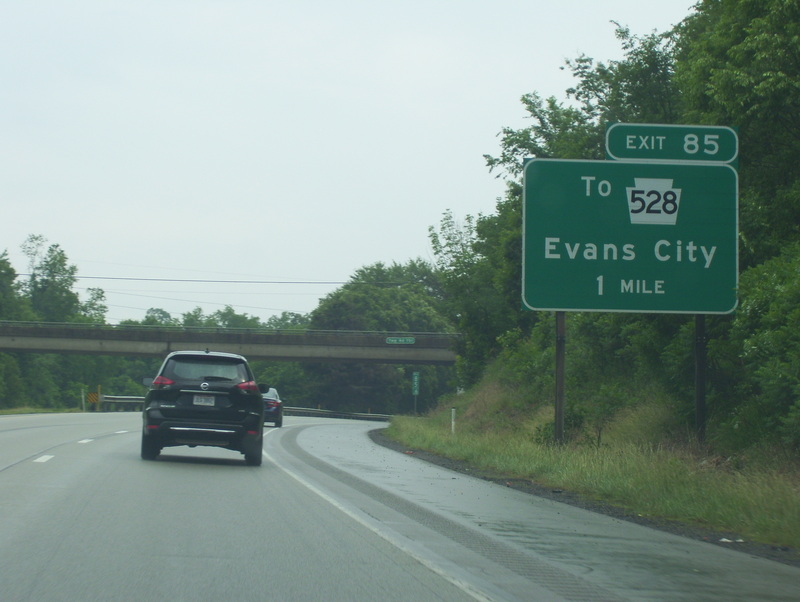 EXIT 85
To 528
Evans City
1 MILE